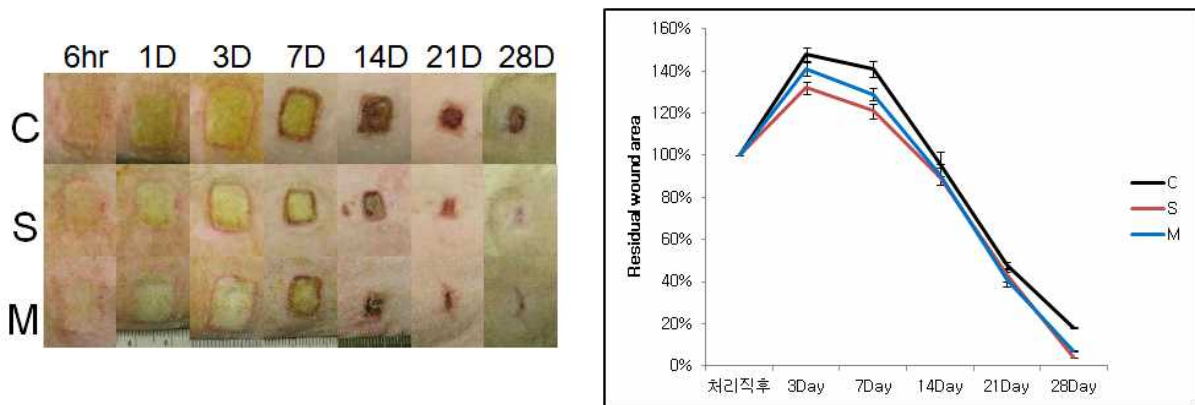 6hr 1D 3D 7D 14D 21D 28D
C
S
M
Residual wound area
160%
140%
120%
100%
80%
60%
40%
20%
0%
처리직후 3Day 7Day 14Day 21Day 28Day
C
S
M